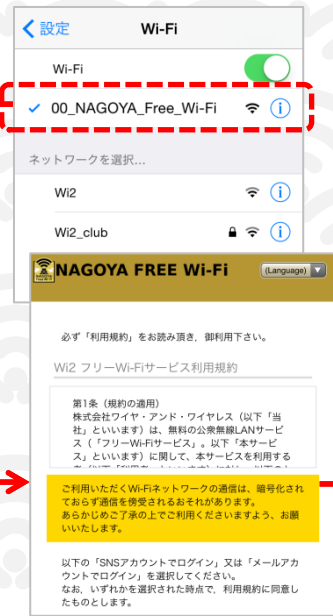 設定
Wi-Fi
Wi-Fi
00_NAGOYA_Free_Wi-Fi
ネットワークを選択...
Wi2
Wi2_club
NAGOYA FREE Wi-Fi
(Language)
必ず「利用規約」をお読み頂き, 御利用下さい。
Wi2 フリーWi-Fiサービス利用規約
第1条（規約の適用）
株式会社ワイヤ・アンド・ワイヤレス（以下「当
社」といいます）は、無料の公衆無線LANサービ
ス（「フリーWi-Fiサービス」。以下「本サービ
ス」といいます）に関して、本サービスを利用する
ご利用いただくWi-Fiネットワークの通信は、暗号化され
ておらず通信を傍受されるおそれがあります。
あらかじめご了承の上でご利用くださいますよう、お願
いいたします。
以下の「SNSアカウントでログイン」又は「メールアカ
ウントでログイン」を選択してください。
なお, いずれかを選択された時点で, 利用規約に同意し
たものとします。